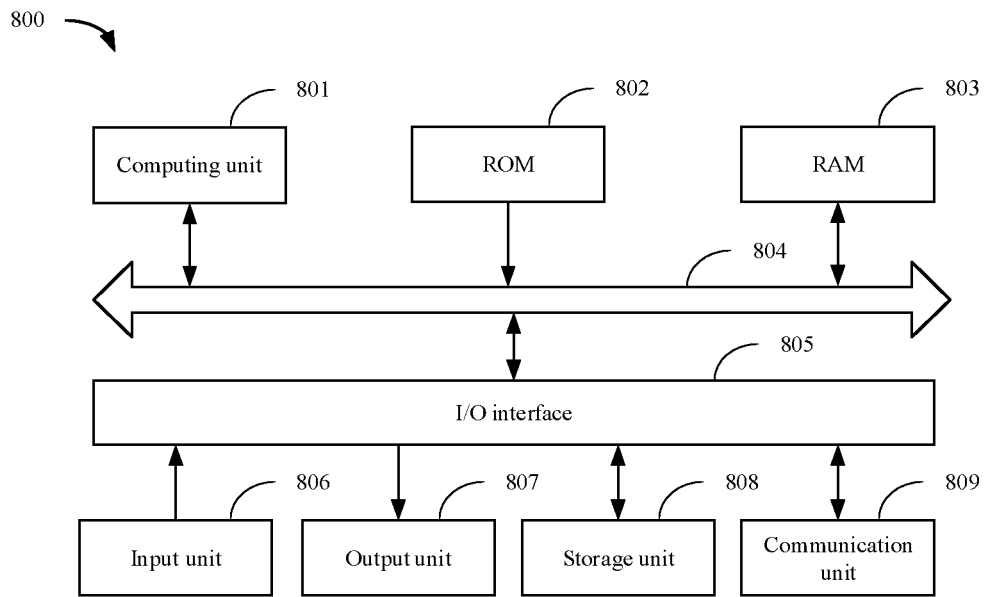 800
801
802
803
Computing unit
ROM
RAM
804
805
I/O interface
806
807
808
809
Input unit
Output unit
Storage unit
Communication
unit